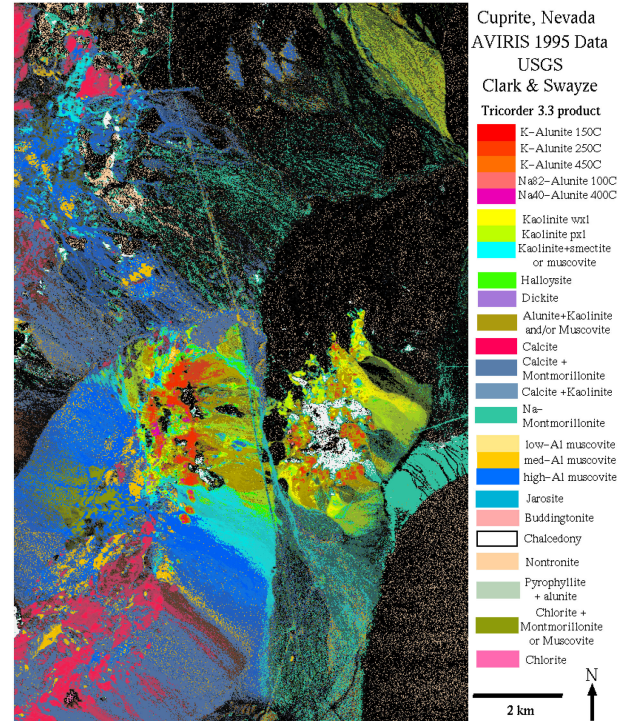 Cuprite, Nevada
AVIRIS 1995 Data
USGS
Clark & Swayze
Tricorder 3.3 product
K-Alunite 150C
K-Alunite 250C
K-Alunite 450C
Na82-Alunite 100C
Na40-Alunite 400C
Kaolinite wxl
Kaolinite pxl
Kaolinite+smectite
or muscovite
Halloysite
Dickite
Alunite+Kaolinite
and/or Muscovite
Calcite
Calcite +
Montmorillonite
Calcite +Kaolinite
Na-
Montmorillonite
low-Al muscovite
med-Al muscovite
high-Al muscovite
Jarosite
Buddingtonite
Chalcedony
Nontronite
Pyrophyllite
+ alunite
Chlorite +
Montmorillonite
or Muscovite
Chlorite
N
2 km